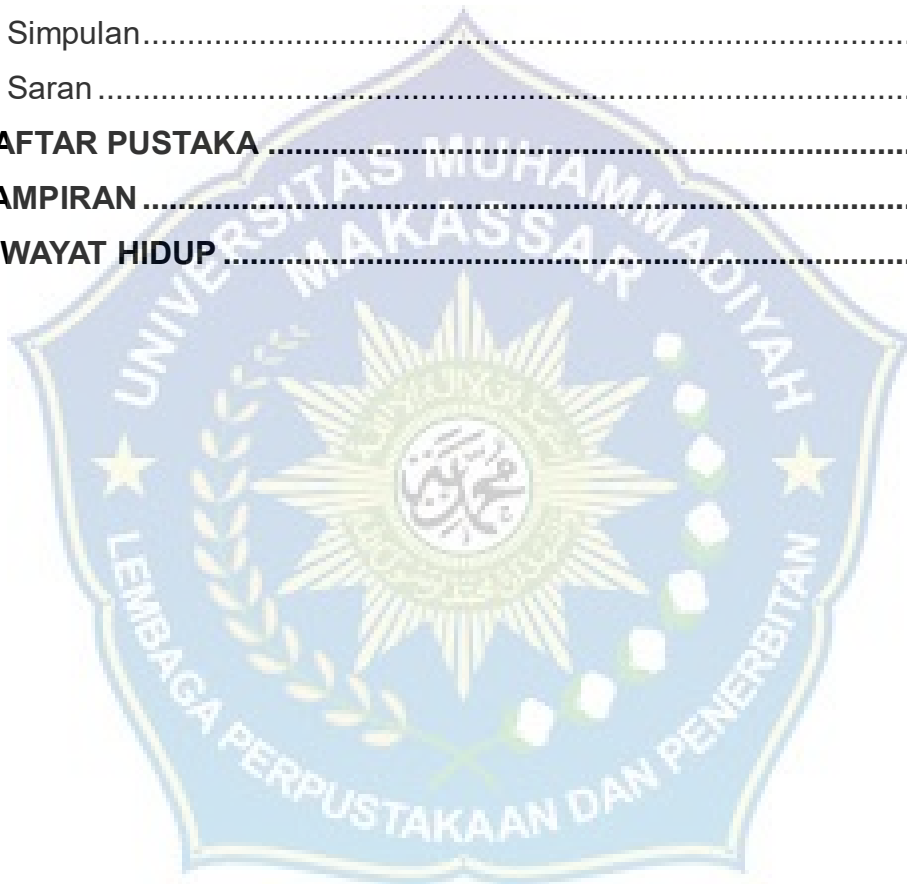 Simpulan........................................................................................
Saran.............................................................................................
AFTAR PUSTAKA........................................................................
AMPIRAN......................................................................................
WAYAT HIDUP.............................................................................
UNIVERSITAS MUHAMMADIYAH
MAKASSAR
LEMBAGA PERPUSTAKAAN DAN PENERBITAN